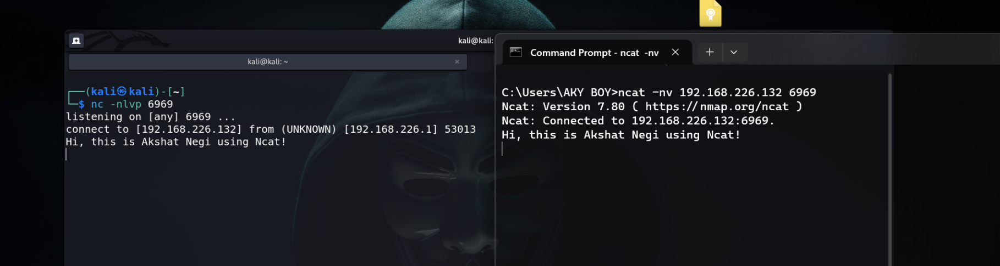 kali@kali:
kali@kali: ~
┌──(kali㉿kali)-[~]
└─$ nc -nlvp 6969
listening on [any] 6969 ...
connect to [192.168.226.132] from (UNKNOWN) [192.168.226.1] 53013
Hi, this is Akshat Negi using Ncat!
Command Prompt - ncat -nv
C:\Users\AKY BOY>ncat -nv 192.168.226.132 6969
Ncat: Version 7.80 ( https://nmap.org/ncat )
Ncat: Connected to 192.168.226.132:6969.
Hi, this is Akshat Negi using Ncat!